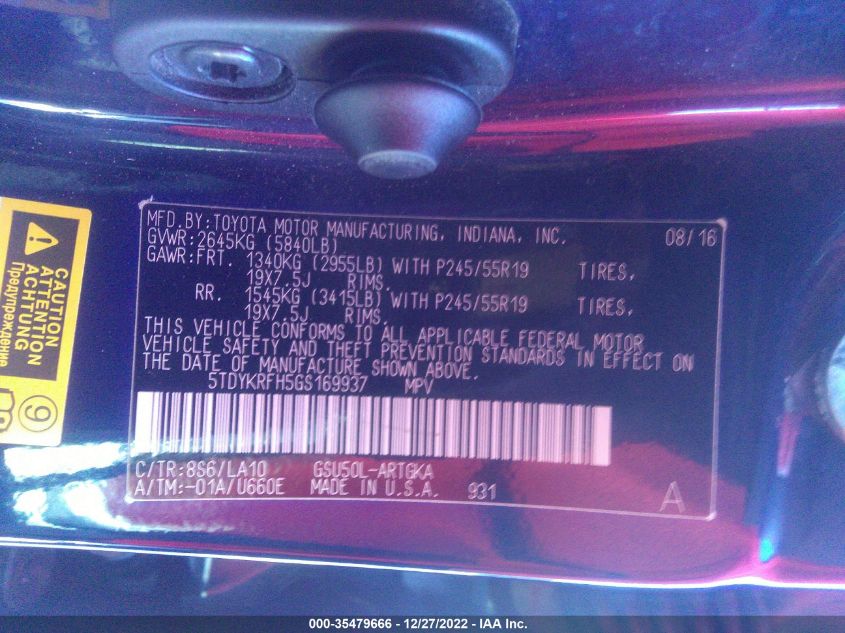 MFD. BY: TOYOTA MOTOR MANUFACTURING, INDIANA, INC. 08/16
GVWR: 2645KG (5840LB)
GAWR: FRT. 1340KG (2955LB) WITH P245/55R19 TIRES,
19X7.5J RIMS,
RR. 1545KG (3415LB) WITH P245/55R19 TIRES,
19X7.5J RIMS.
THIS VEHICLE CONFORMS TO ALL APPLICABLE FEDERAL MOTOR
VEHICLE SAFETY AND THEFT PREVENTION STANDARDS IN EFFECT ON
THE DATE OF MANUFACTURE SHOWN ABOVE.
5TDYKRFH5GS169937 MPV
C/TR: 8S6/LA10 GSU50L-ARTGKA
A/TM: -01A/U660E MADE IN U.S.A. 931 A
CAUTION
ATTENTION
ACHTUNG
Предупреждение
9
000-35479666 - 12/27/2022 - IAA Inc.